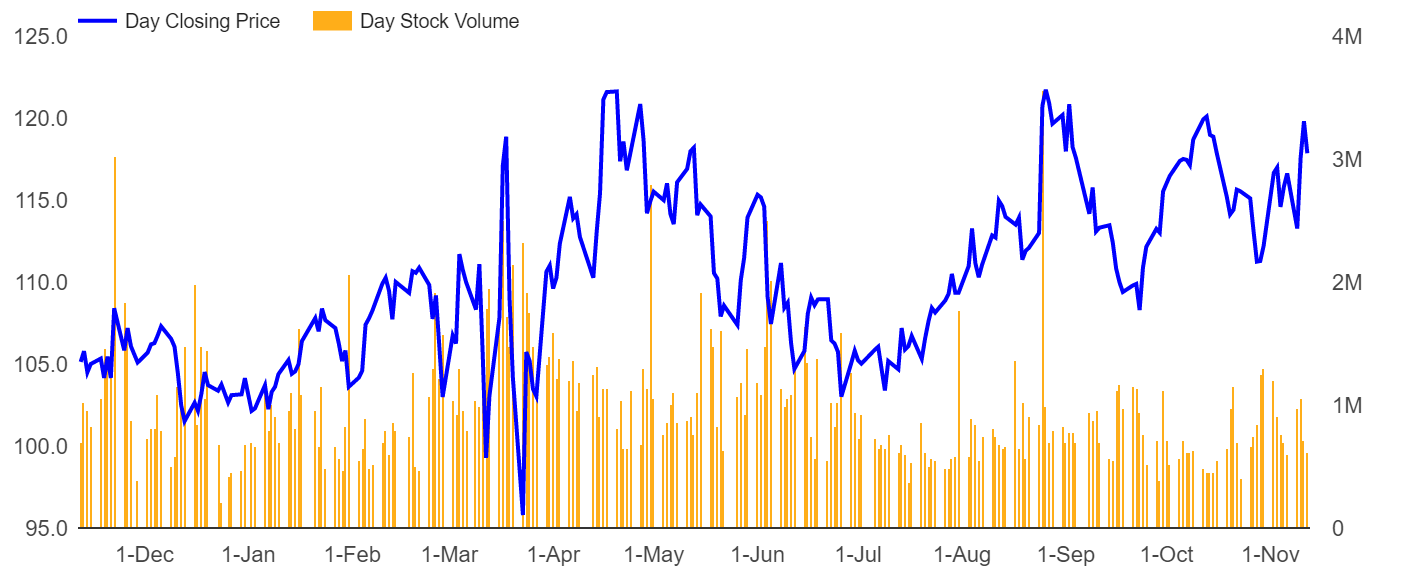 Day Closing Price Day Stock Volume
125.0 4M
120.0
3M
115.0
110.0 2M
105.0
1M
100.0
95.0 0
1-Dec 1-Jan 1-Feb 1-Mar 1-Apr 1-May 1-Jun 1-Jul 1-Aug 1-Sep 1-Oct 1-Nov